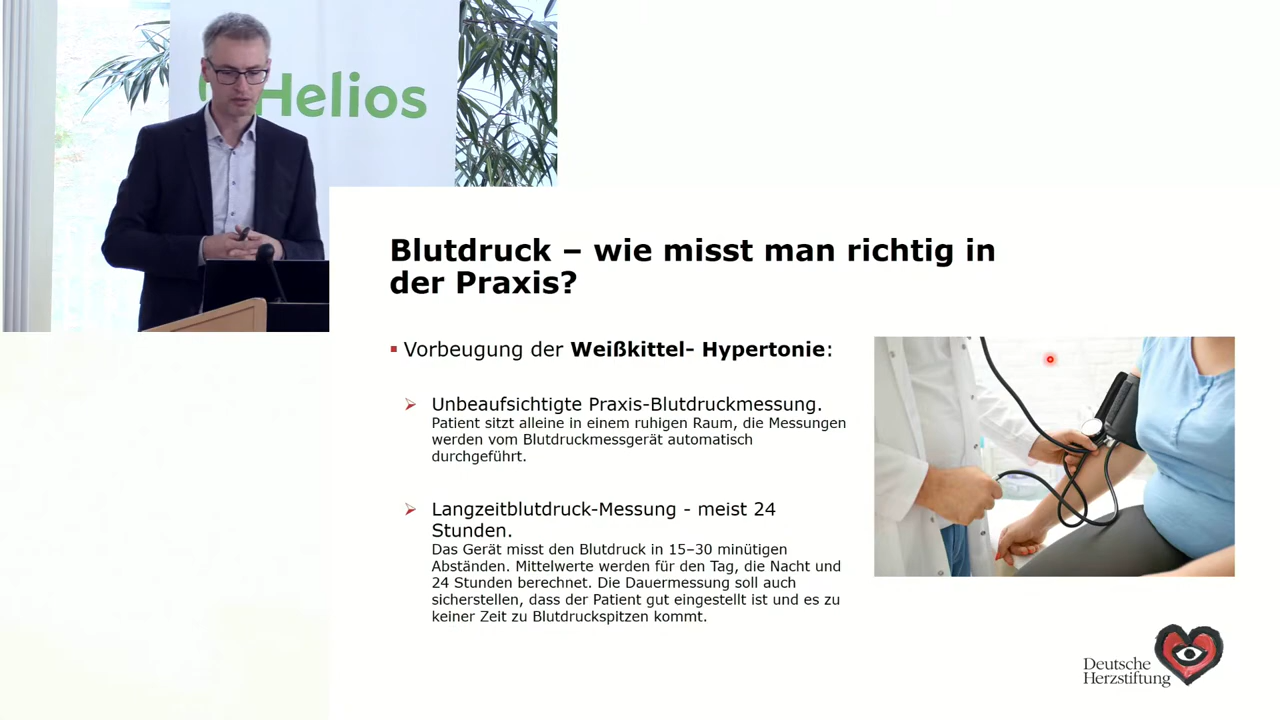 Helios
Blutdruck – wie misst man richtig in
der Praxis?
Vorbeugung der Weißkittel- Hypertonie:
Unbeaufsichtigte Praxis-Blutdruckmessung.
Patient sitzt alleine in einem ruhigen Raum, die Messungen
werden vom Blutdruckmessgerät automatisch
durchgeführt.
Langzeitblutdruck-Messung - meist 24
Stunden.
Das Gerät misst den Blutdruck in 15–30 minütigen
Abständen. Mittelwerte werden für den Tag, die Nacht und
24 Stunden berechnet. Die Dauermessung soll auch
sicherstellen, dass der Patient gut eingestellt ist und es zu
keiner Zeit zu Blutdruckspitzen kommt.
Deutsche
Herzstiftung